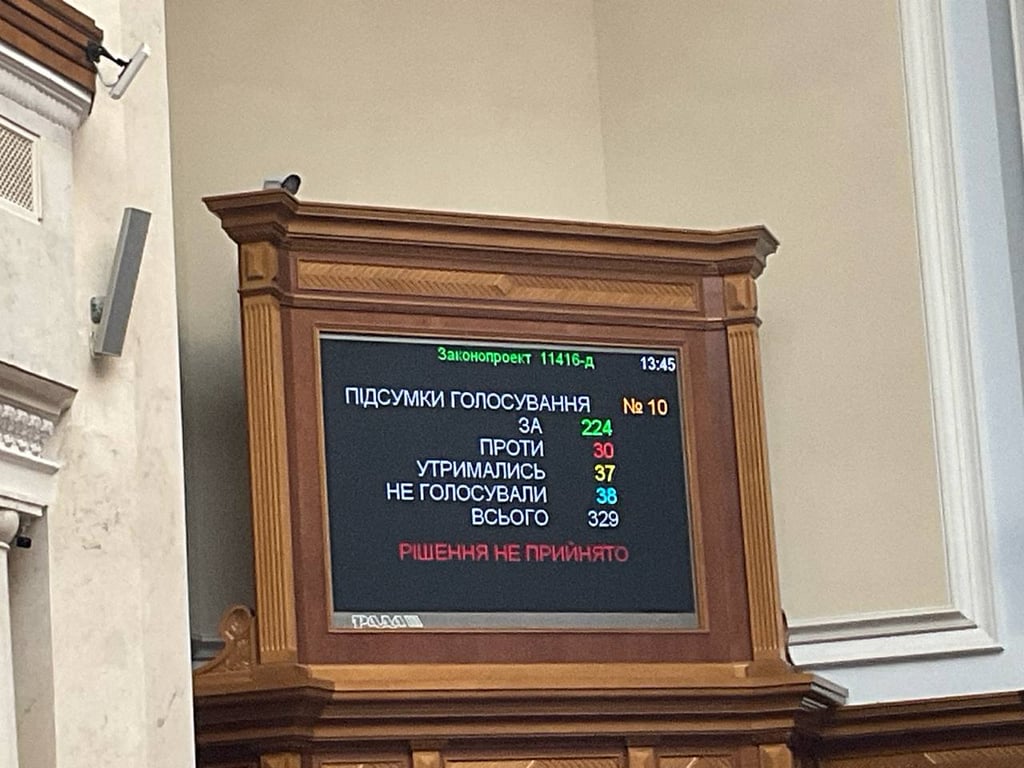 Законопроект 11416-д 13:45
ПІДСУМКИ ГОЛОСУВАННЯ № 10
ЗА 224
ПРОТИ 30
УТРИМАЛИСЬ 37
НЕ ГОЛОСУВАЛИ 38
ВСЬОГО 329
РІШЕННЯ НЕ ПРИЙНЯТО